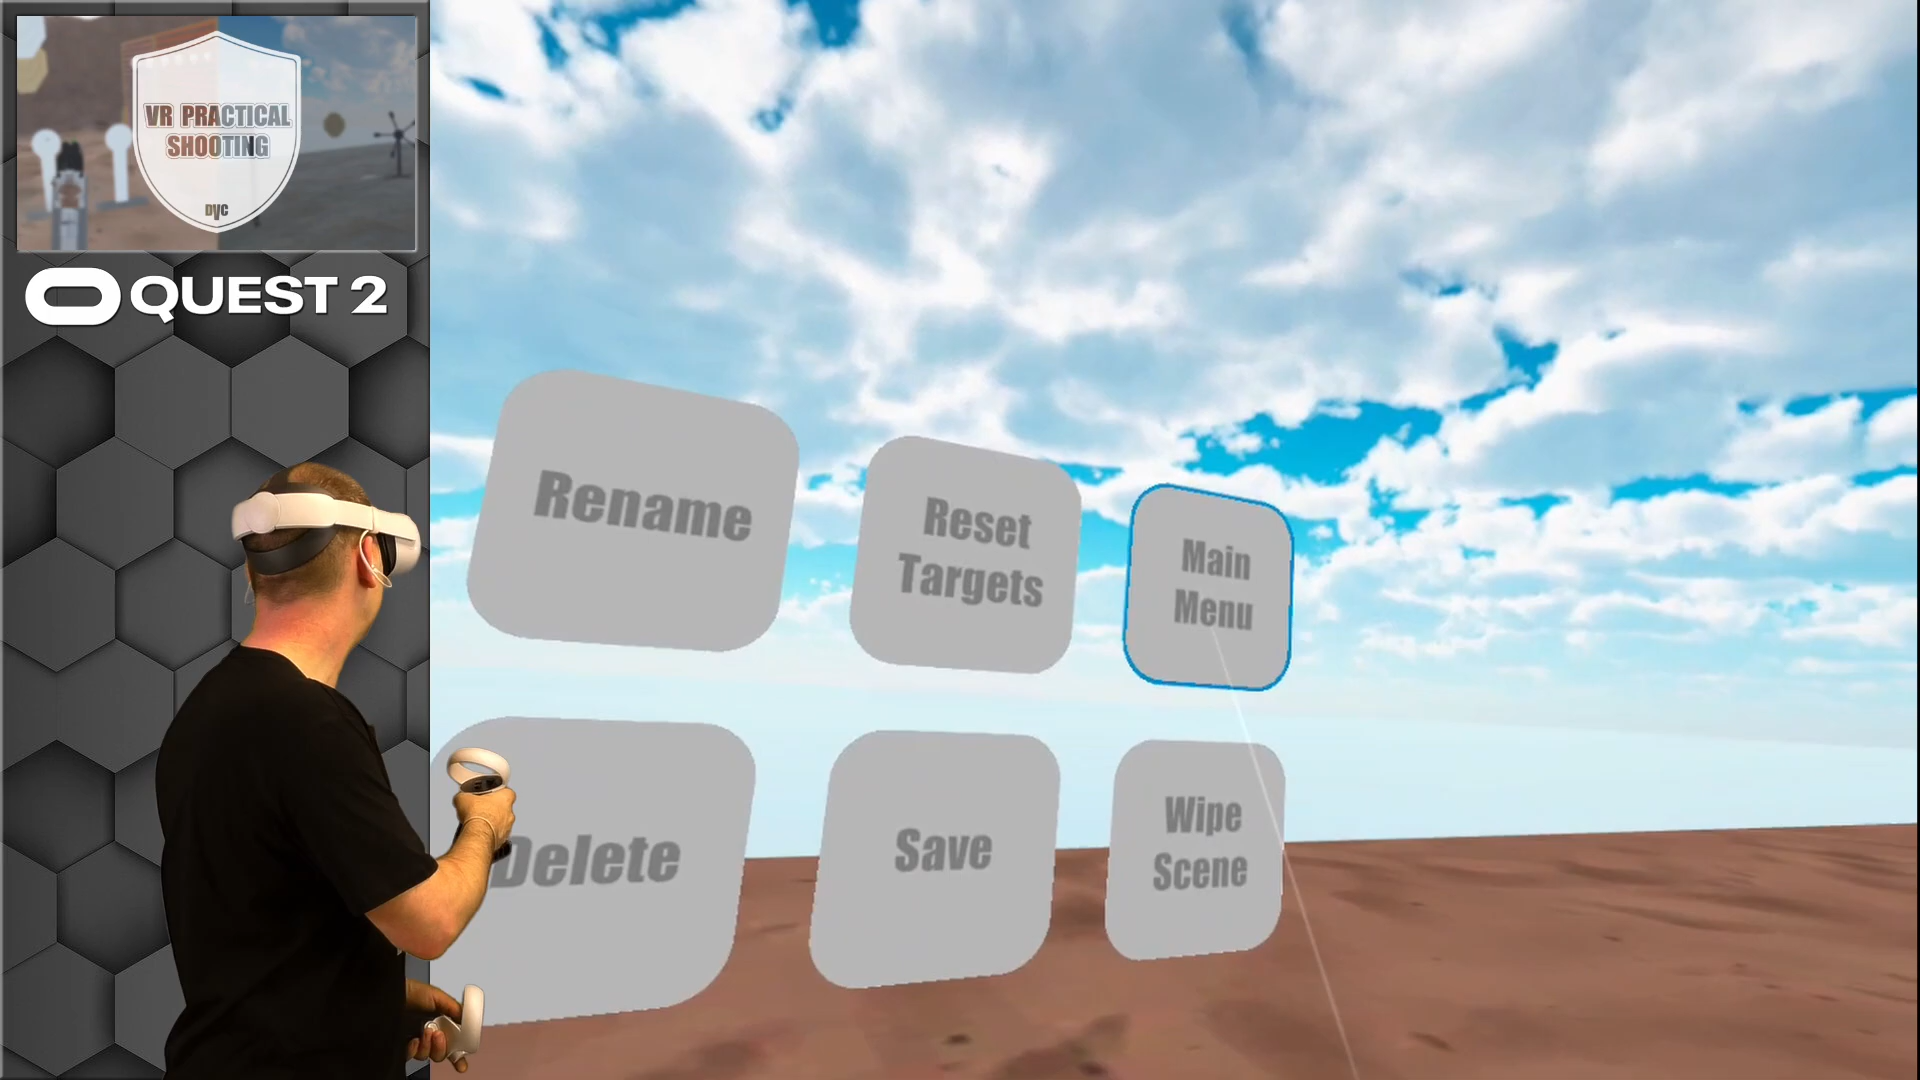 VR PRACTICAL
SHOOTING
DVC
QUEST 2
Rename
Reset
Targets
Main
Menu
Delete
Save
Wipe
Scene